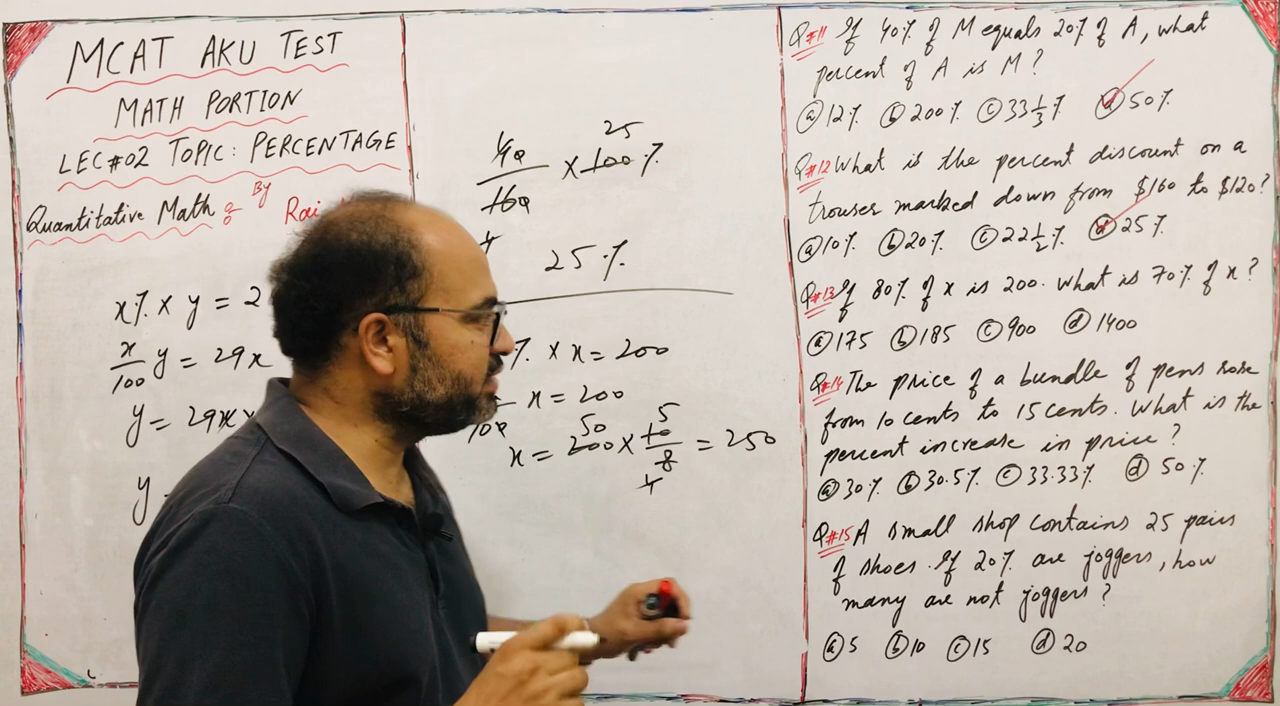 MCAT AKU TEST
MATH PORTION
LEC#02 TOPIC: PERCENTAGE
Quantitative Math By
x% x y = 2
x/100 y = 29x
y = 29x x
y
40/160 x 100%
25
4
25%
% x x = 200
100 x = 200
50 5
x = 200 x 10/8 = 250
4
Q#11 If 40% of M equals 20% of A, what
percent of A is M?
(a) 12% (b) 200% (c) 33 1/3% (d) 50%
Q#12 What is the percent discount on a
trouses marked down from $160 to $120?
(a) 10% (b) 20% (c) 22 1/2% (d) 25%
Q#13 If 80% of x is 200. What is 70% of x?
(a) 175 (b) 185 (c) 900 (d) 1400
Q#14 The price of a bundle of pens rose
from 10 cents to 15 cents. What is the
percent increase in price?
(a) 30% (b) 30.5% (c) 33.33% (d) 50%
Q#15 A small shop contains 25 pairs
of shoes. If 20% are joggers, how
many are not joggers?
(a) 5 (b) 10 (c) 15 (d) 20